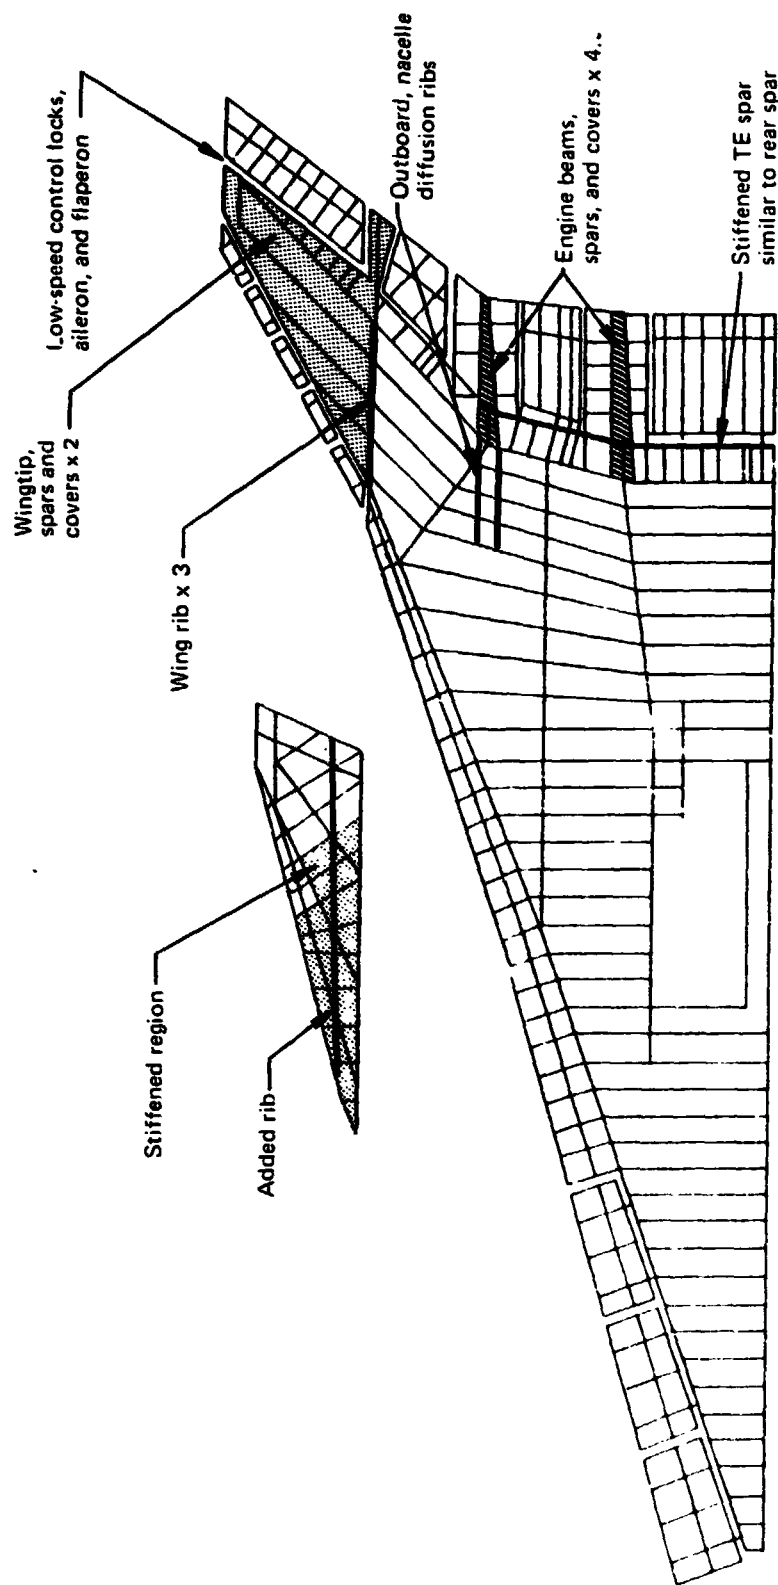 Wingtip,
spars and
covers x 2
Low-speed control locks,
aileron, and flaperon
Wing rib x 3
Outboard, nacelle
diffusion ribs
Engine beams,
spars, and covers x 4..
Stiffened TE spar
similar to rear spar
Stiffened region
Added rib